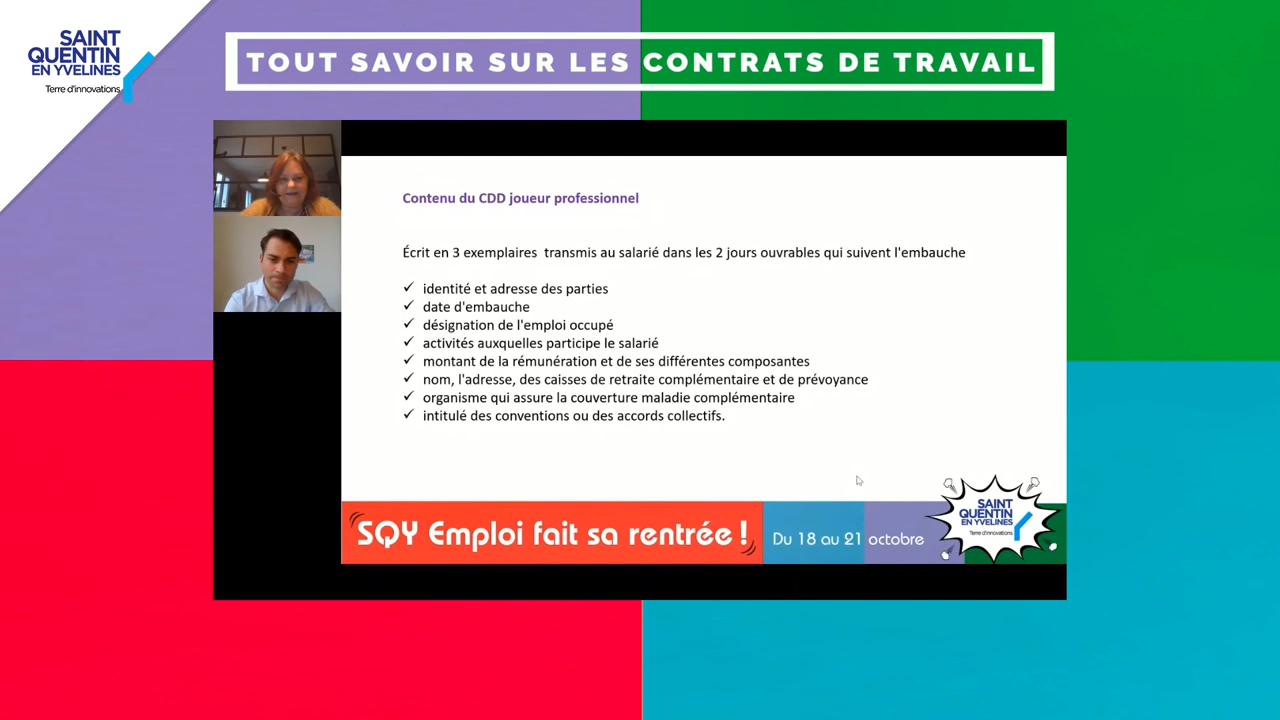 SAINT
QUENTIN
EN YVELINES
Terre d'innovations
TOUT SAVOIR SUR LES CONTRATS DE TRAVAIL
Contenu du CDD joueur professionnel
Écrit en 3 exemplaires transmis au salarié dans les 2 jours ouvrables qui suivent l'embauche
✓ identité et adresse des parties
✓ date d'embauche
✓ désignation de l'emploi occupé
✓ activités auxquelles participe le salarié
✓ montant de la rémunération et de ses différentes composantes
✓ nom, l'adresse, des caisses de retraite complémentaire et de prévoyance
✓ organisme qui assure la couverture maladie complémentaire
✓ intitulé des conventions ou des accords collectifs.
SQY Emploi fait sa rentrée !
Du 18 au 21 octobre
SAINT
QUENTIN
EN YVELINES
Terre d'innovations